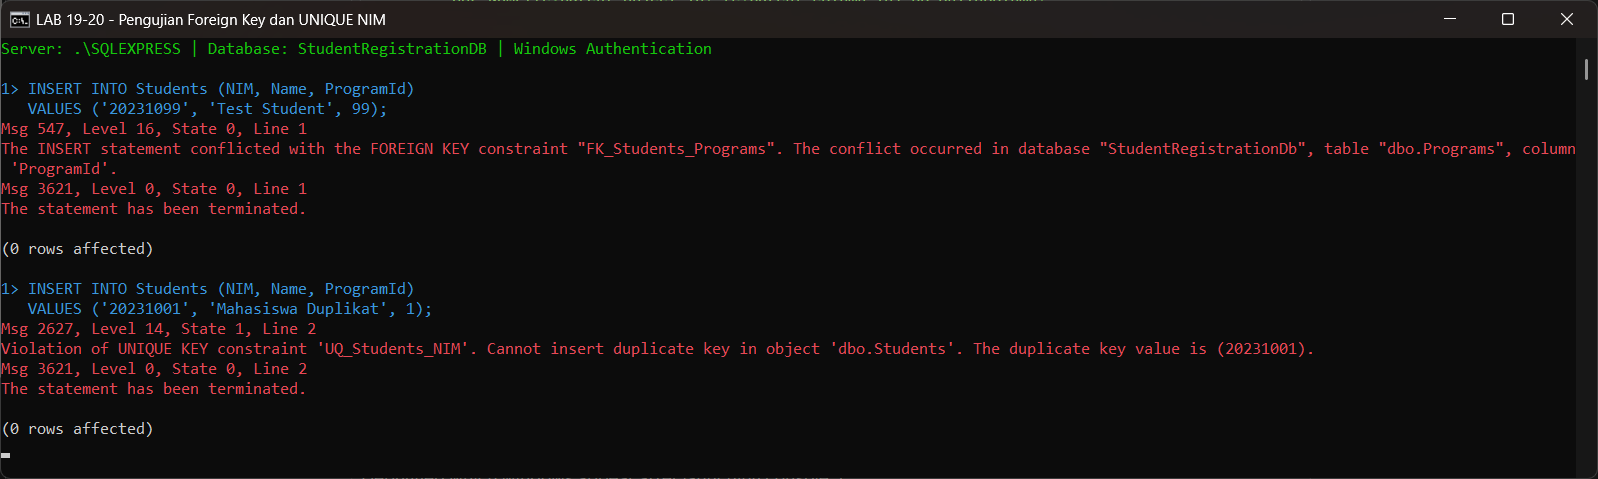 LAB 19-20 - Pengujian Foreign Key dan UNIQUE NIM
Server: .\SQLEXPRESS | Database: StudentRegistrationDB | Windows Authentication
1> INSERT INTO Students (NIM, Name, ProgramId)
VALUES ('20231099', 'Test Student', 99);
Msg 547, Level 16, State 0, Line 1
The INSERT statement conflicted with the FOREIGN KEY constraint "FK_Students_Programs". The conflict occurred in database "StudentRegistrationDb", table "dbo.Programs", column
'ProgramId'.
Msg 3621, Level 0, State 0, Line 1
The statement has been terminated.
(0 rows affected)
1> INSERT INTO Students (NIM, Name, ProgramId)
VALUES ('20231001', 'Mahasiswa Duplikat', 1);
Msg 2627, Level 14, State 1, Line 2
Violation of UNIQUE KEY constraint 'UQ_Students_NIM'. Cannot insert duplicate key in object 'dbo.Students'. The duplicate key value is (20231001).
Msg 3621, Level 0, State 0, Line 2
The statement has been terminated.
(0 rows affected)